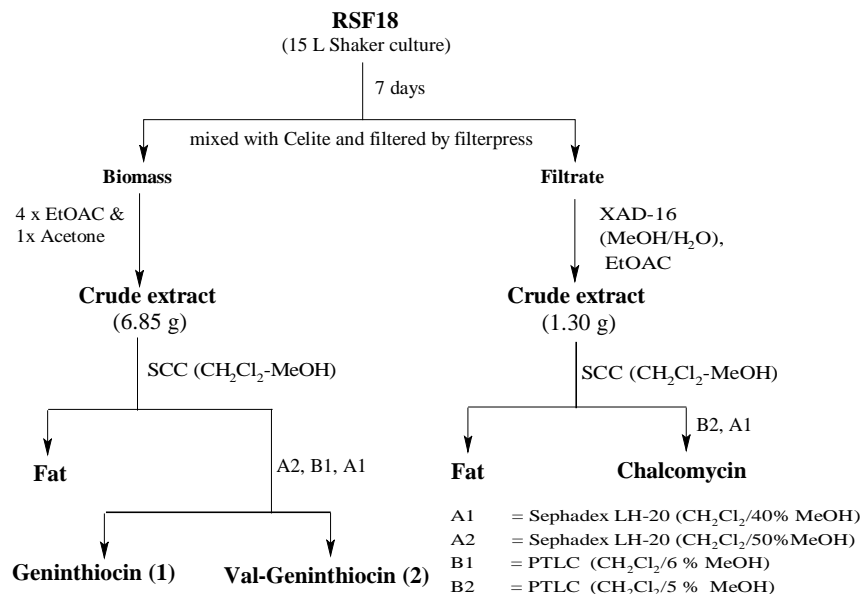 RSF18
(15 L Shaker culture)
7 days
mixed with Celite and filtered by filterpress
Biomass
Filtrate
4 x EtOAC &
1x Acetone
XAD-16
(MeOH/H₂O),
EtOAC
Crude extract
(6.85 g)
Crude extract
(1.30 g)
SCC (CH₂Cl₂-MeOH)
SCC (CH₂Cl₂-MeOH)
Fat
A2, B1, A1
B2, A1
Fat
Chalcomycin
Geninthiocin (1)
Val-Geninthiocin (2)
A1 = Sephadex LH-20 (CH₂Cl₂/40% MeOH)
A2 = Sephadex LH-20 (CH₂Cl₂/50%MeOH)
B1 = PTLC (CH₂Cl₂/6 % MeOH)
B2 = PTLC (CH₂Cl₂/5 % MeOH)